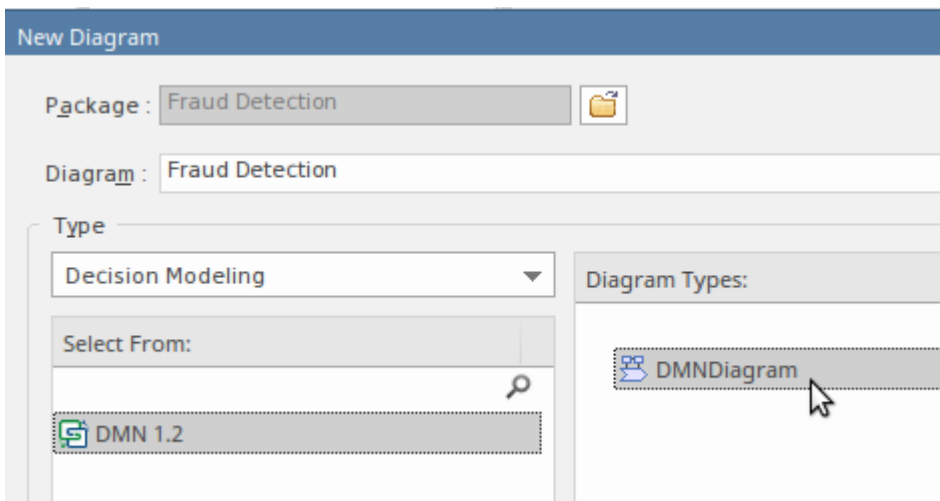 New Diagram
Package : Fraud Detection
Diagram : Fraud Detection
Type
Decision Modeling
Diagram Types:
Select From:
DMNDiagram
DMN 1.2